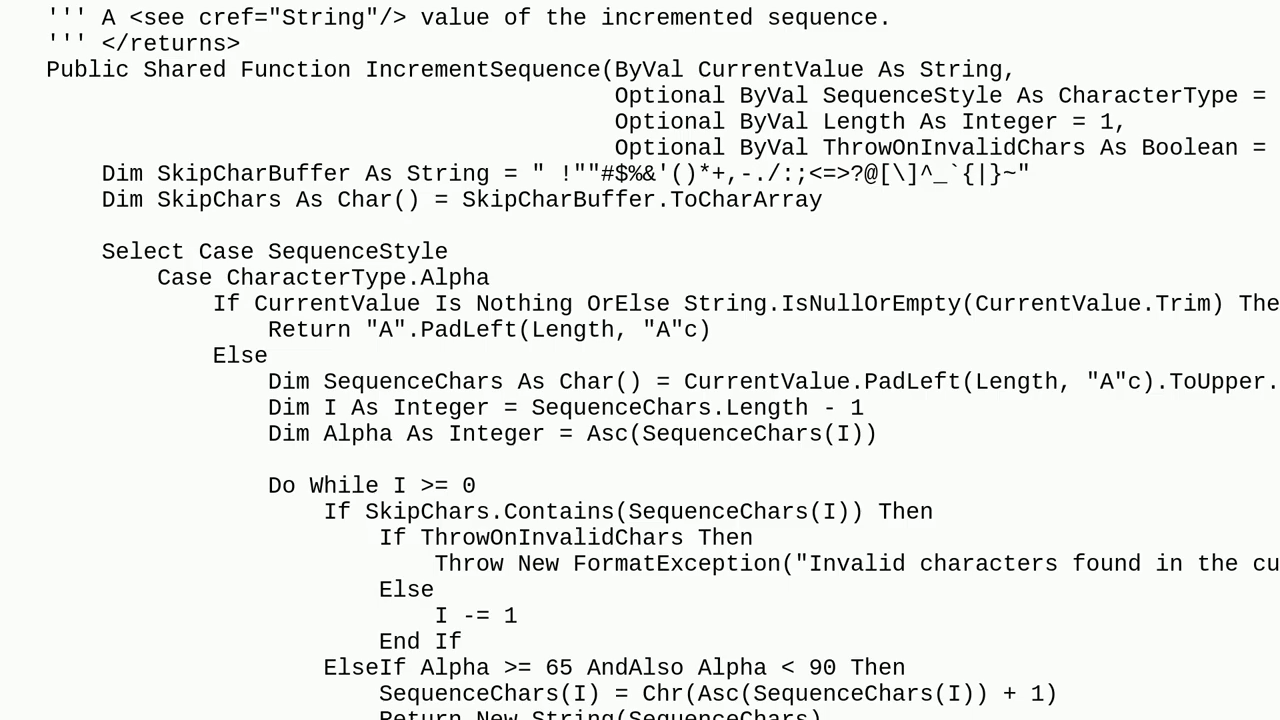 ''' A <see cref="String"/> value of the incremented sequence.
''' </returns>
Public Shared Function IncrementSequence(ByVal CurrentValue As String,
Optional ByVal SequenceStyle As CharacterType =
Optional ByVal Length As Integer = 1,
Optional ByVal ThrowOnInvalidChars As Boolean =
Dim SkipCharBuffer As String = " !""#$%&'()*+,-./:;<=>?@[\]^_`{|}~"
Dim SkipChars As Char() = SkipCharBuffer.ToCharArray
Select Case SequenceStyle
Case CharacterType.Alpha
If CurrentValue Is Nothing OrElse String.IsNullOrEmpty(CurrentValue.Trim) The
Return "A".PadLeft(Length, "A"c)
Else
Dim SequenceChars As Char() = CurrentValue.PadLeft(Length, "A"c).ToUpper.
Dim I As Integer = SequenceChars.Length - 1
Dim Alpha As Integer = Asc(SequenceChars(I))
Do While I >= 0
If SkipChars.Contains(SequenceChars(I)) Then
If ThrowOnInvalidChars Then
Throw New FormatException("Invalid characters found in the cu
Else
I -= 1
End If
ElseIf Alpha >= 65 AndAlso Alpha < 90 Then
SequenceChars(I) = Chr(Asc(SequenceChars(I)) + 1)
Return New String(SequenceChars)